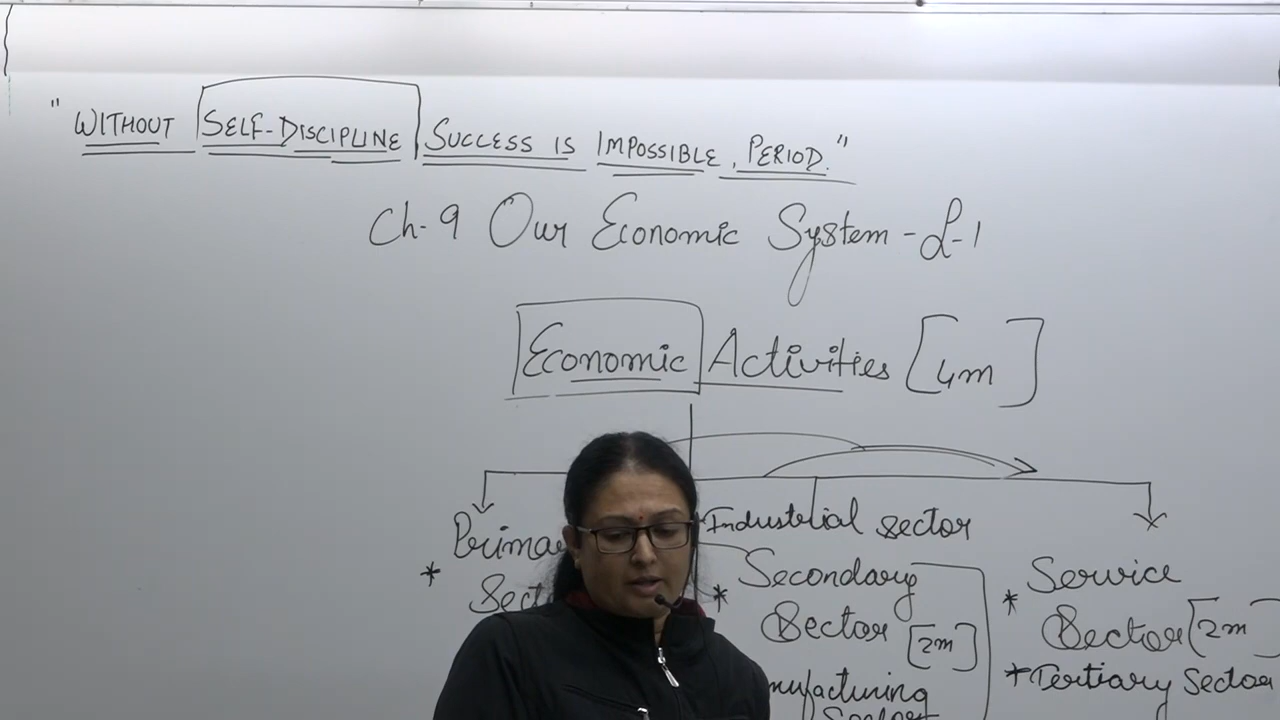 "WITHOUT SELF-DISCIPLINE SUCCESS IS IMPOSSIBLE, PERIOD."
Ch-9 Our Economic System - L-1
Economic Activities [4m]
Industrial sector
* Secondary
Sector [2m]
* Service
Sector [2m
* Tertiary Sector